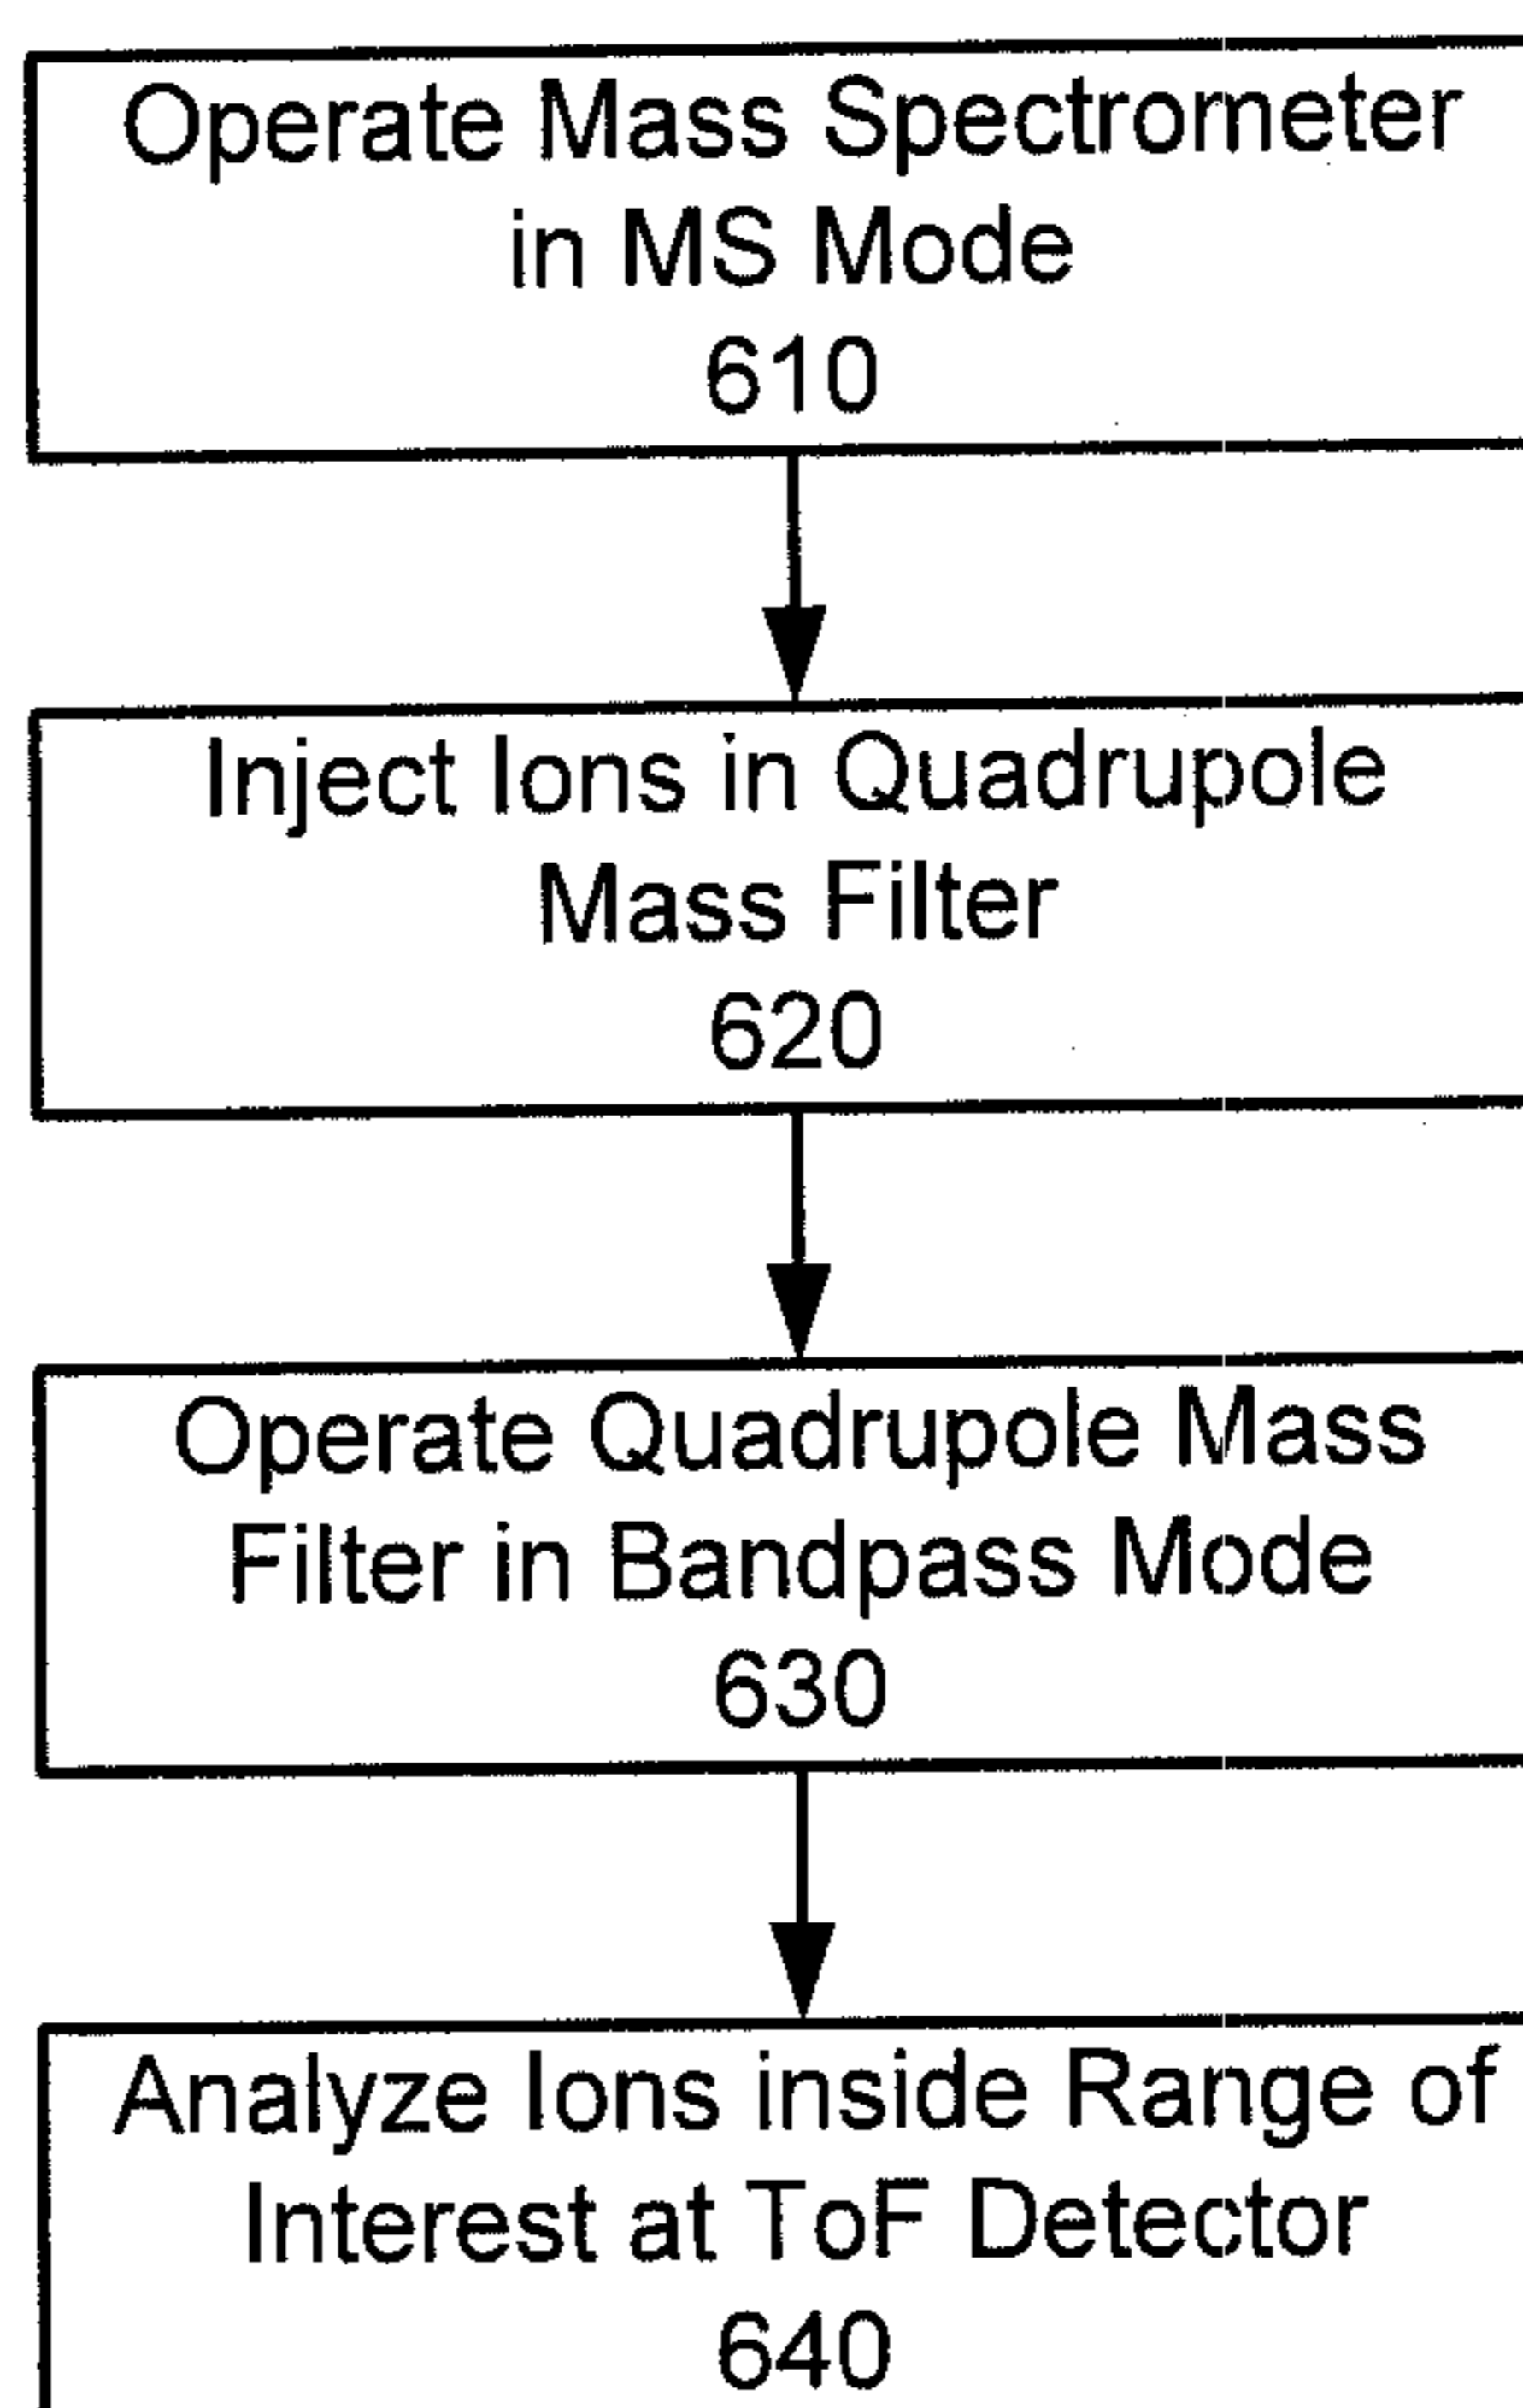 Operate Mass Spectrometer
in MS Mode
610
Inject Ions in Quadrupole
Mass Filter
620
Operate Quadrupole Mass
Filter in Bandpass Mode
630
Analyze Ions inside Range of
Interest at ToF Detector
640